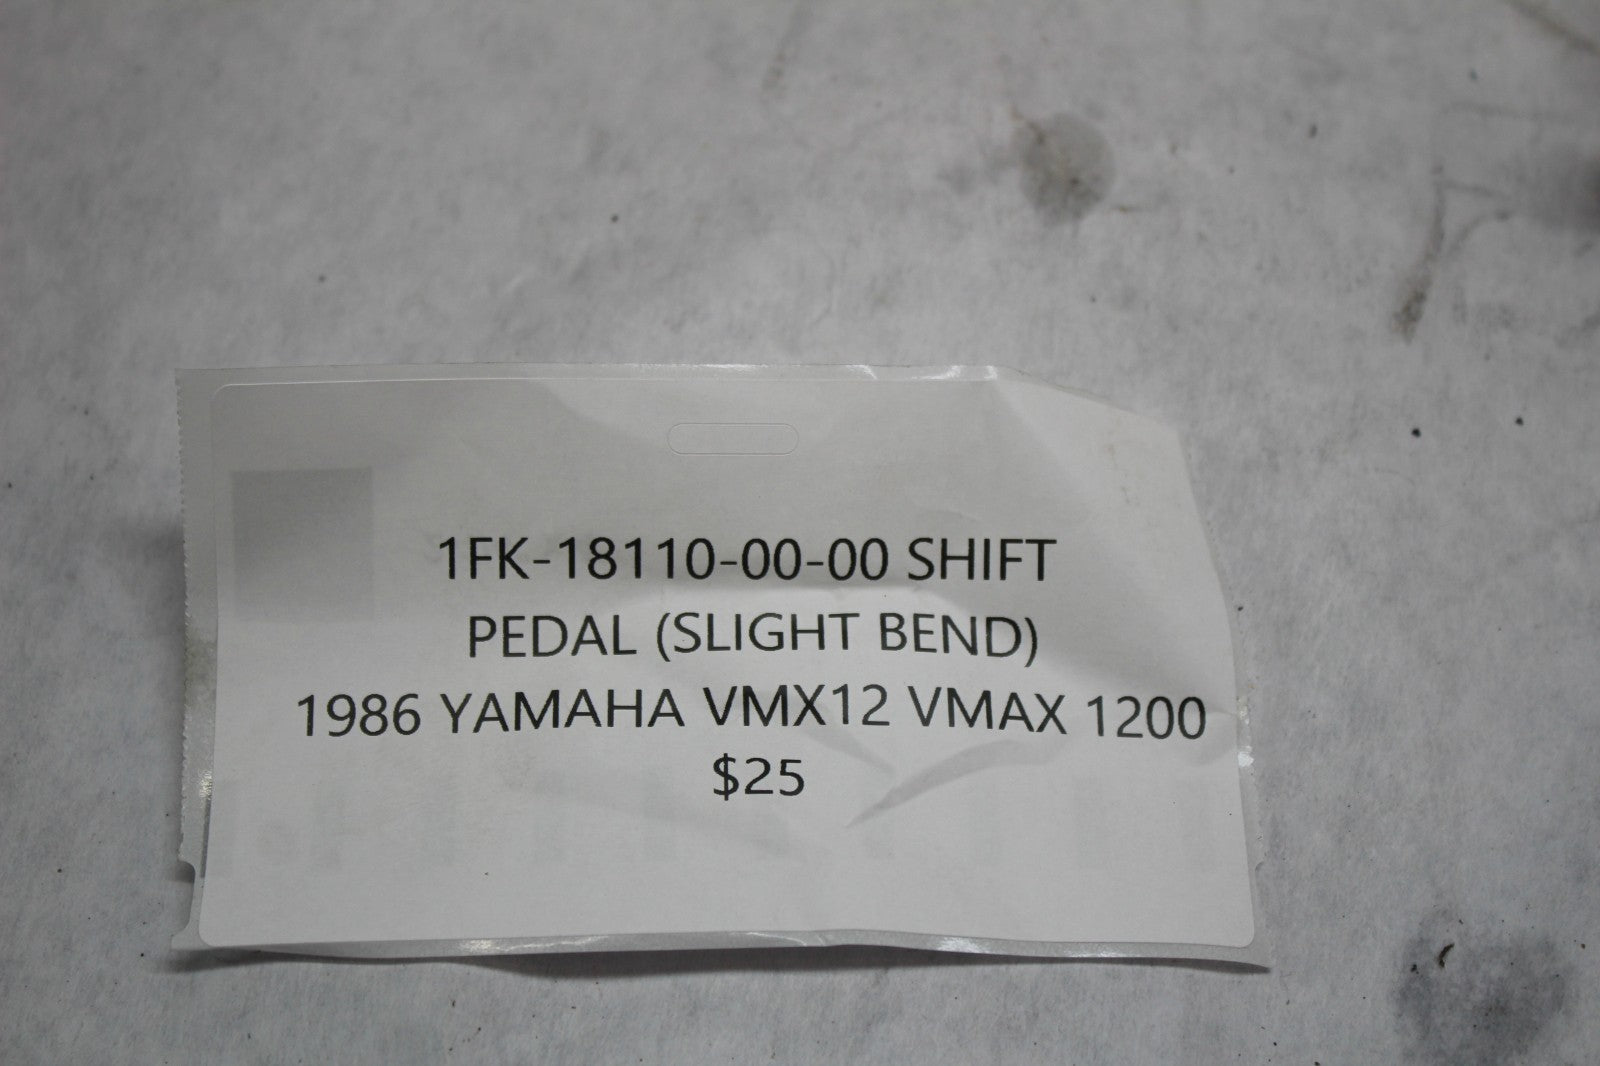 1FK-18110-00-00 SHIFT
PEDAL (SLIGHT BEND)
1986 YAMAHA VMX12 VMAX 1200
$25